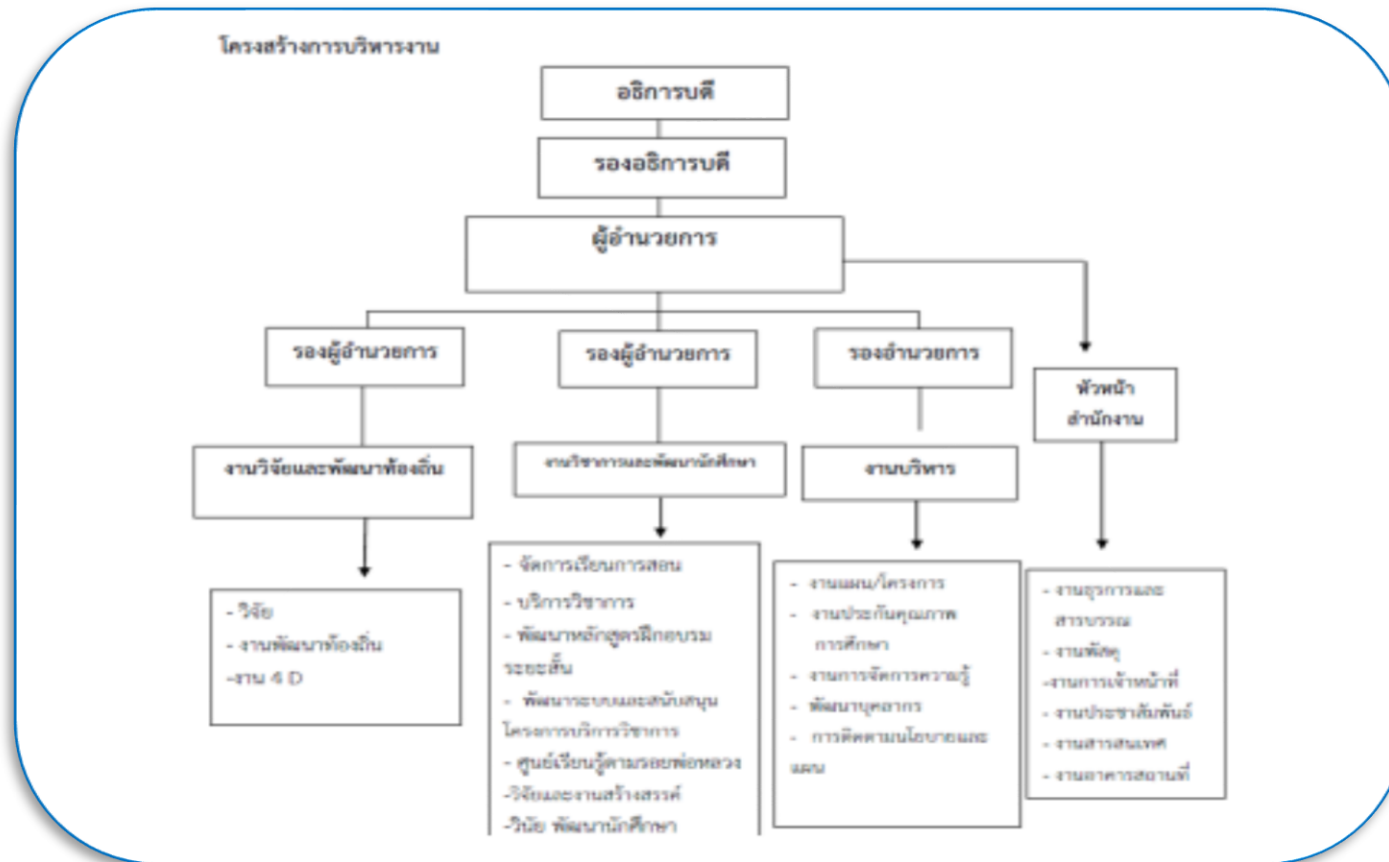 โครงสร้างการบริหารงาน
อธิการบดี
รองอธิการบดี
ผู้อำนวยการ
รองผู้อำนวยการ
รองผู้อำนวยการ
รองอำนวยการ
หัวหน้า
สำนักงาน
งานวิจัยและพัฒนาท้องถิ่น
งานวิชาการและพัฒนานักศึกษา
งานบริหาร
- วิจัย
- งานพัฒนาท้องถิ่น
-งาน 4 D
- จัดการเรียนการสอน
- บริการวิชาการ
- พัฒนาหลักสูตรฝึกอบรม
ระยะสั้น
- พัฒนาระบบและสนับสนุน
โครงการบริการวิชาการ
- ศูนย์เรียนรู้ตามรอยพ่อหลวง
-วิจัยและงานสร้างสรรค์
-วินัย พัฒนานักศึกษา
- งานแผน/โครงการ
- งานประกันคุณภาพ
การศึกษา
- งานการจัดการความรู้
- พัฒนาบุคลากร
- การติดตามนโยบายและ
แผน
- งานธุรการและ
สารบรรณ
- งานพัสดุ
-งานการเจ้าหน้าที่
- งานประชาสัมพันธ์
- งานสารสนเทศ
- งานอาคารสถานที่